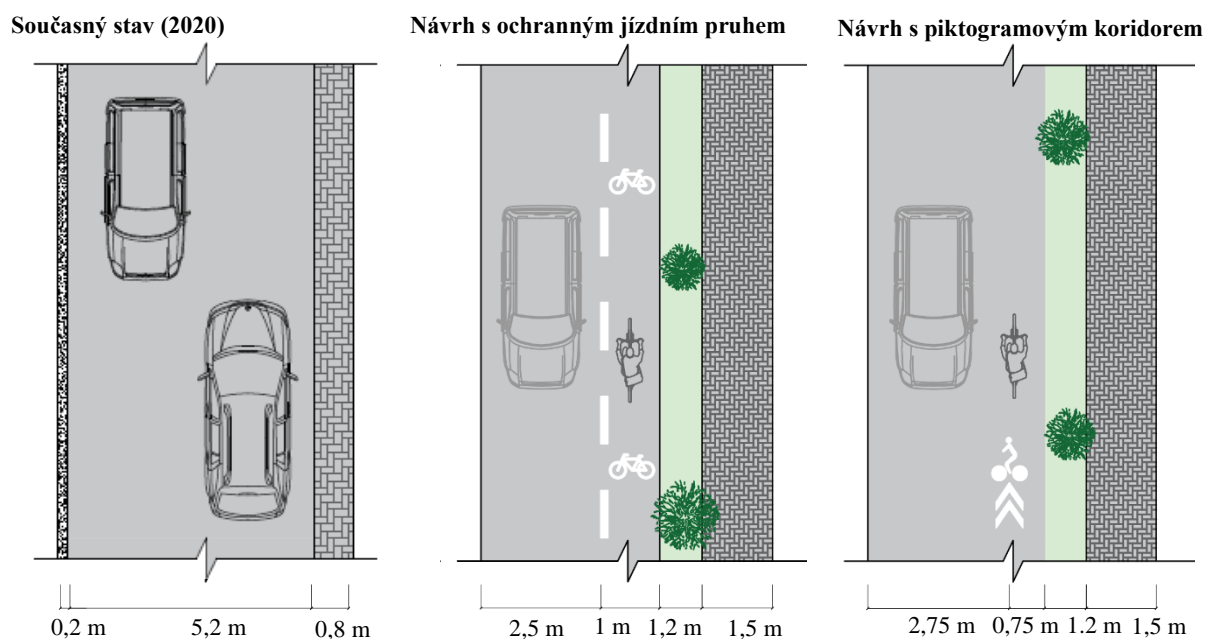 Současný stav (2020)
Návrh s ochranným jízdním pruhem
Návrh s piktogramovým koridorem
0,2 m 5,2 m 0,8 m
2,5 m 1 m 1,2 m 1,5 m
2,75 m 0,75 m 1.2 m 1,5 m